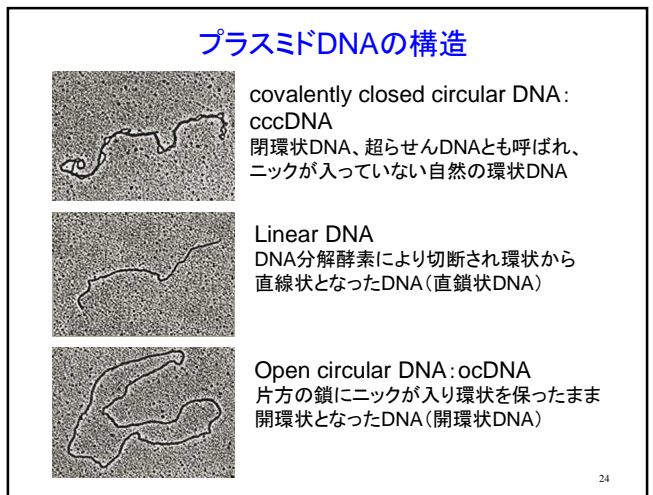 プラスミドDNAの構造
covalently closed circular DNA:
cccDNA
閉環状DNA、超らせんDNAとも呼ばれ、
ニックが入っていない自然の環状DNA
Linear DNA
DNA分解酵素により切断され環状から
直線状となったDNA(直鎖状DNA)
Open circular DNA:ocDNA
片方の鎖にニックが入り環状を保ったまま
開環状となったDNA(開環状DNA)
24